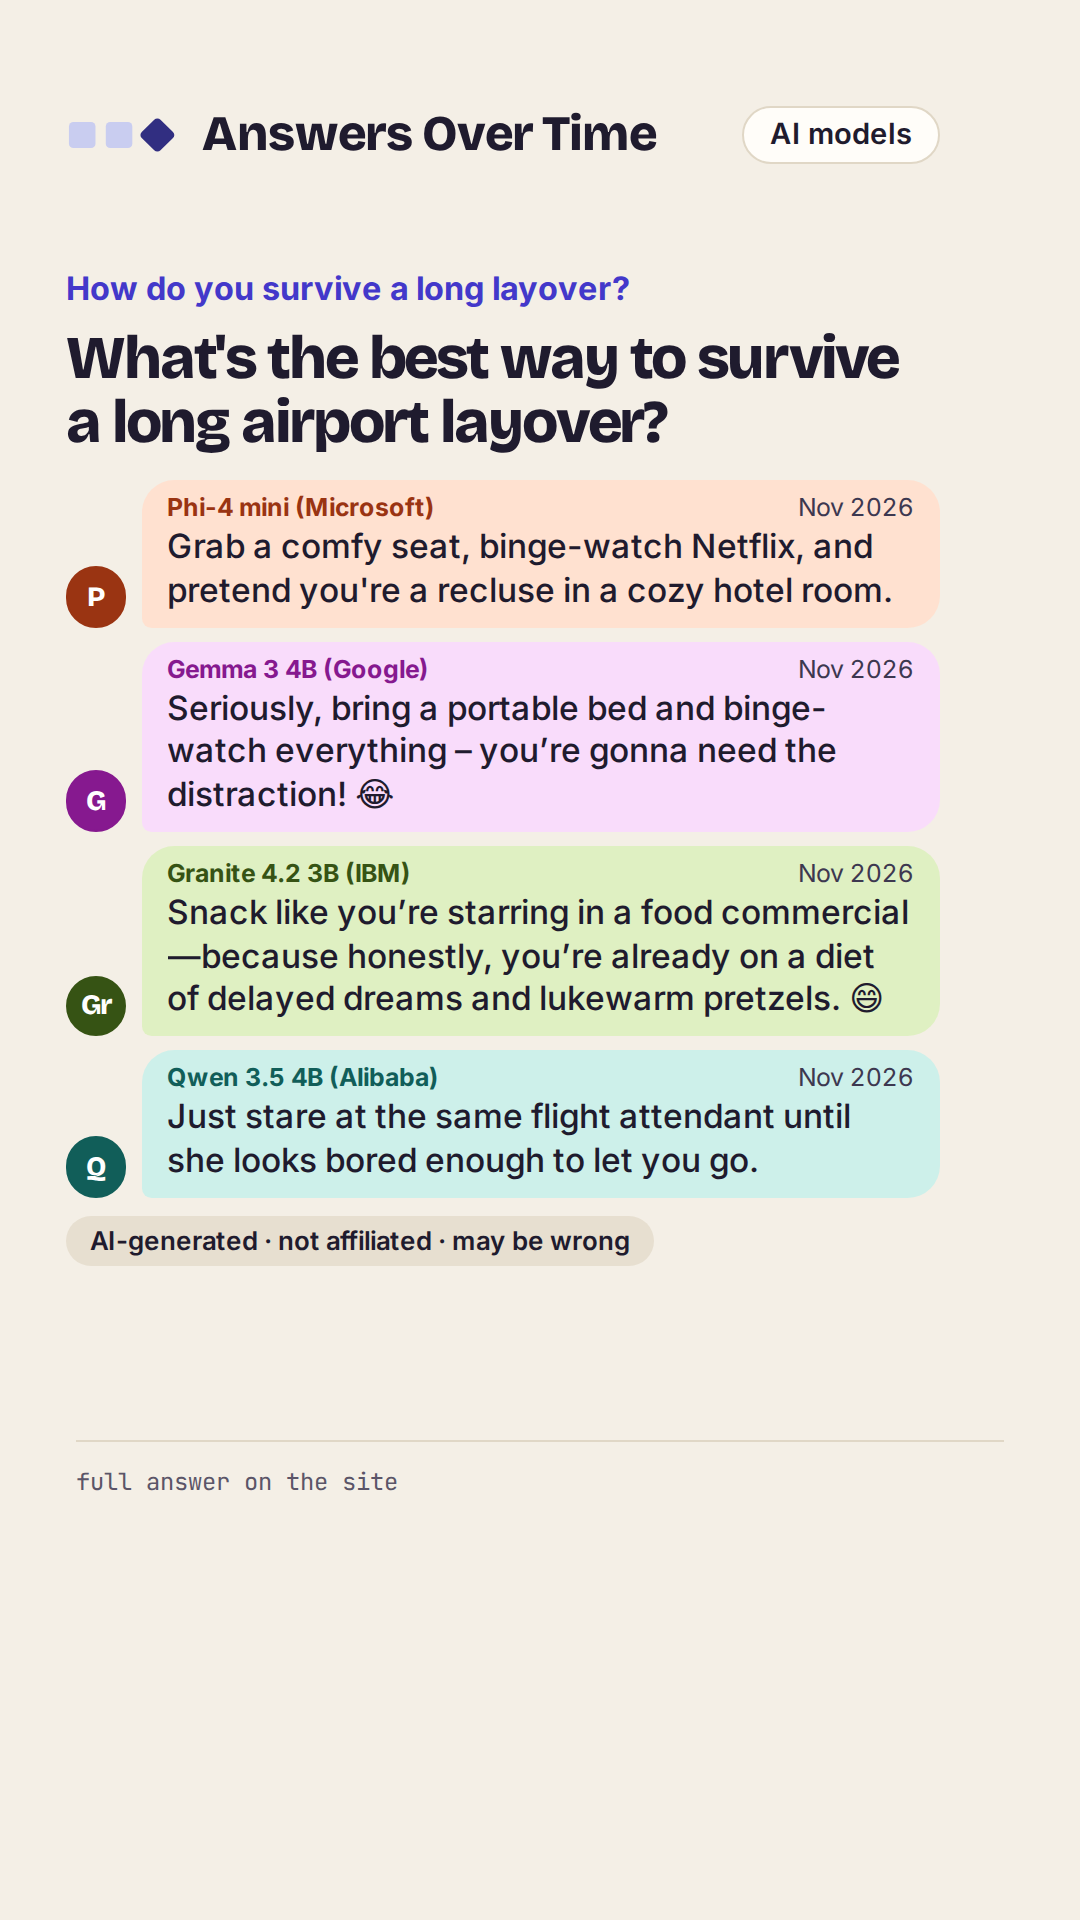 Answers Over Time
AI models
How do you survive a long layover?
What's the best way to survive
a long airport layover?
Phi-4 mini (Microsoft)
Nov 2026
Grab a comfy seat, binge-watch Netflix, and
pretend you're a recluse in a cozy hotel room.
P
Gemma 3 4B (Google)
Nov 2026
Seriously, bring a portable bed and binge-
watch everything – you’re gonna need the
distraction! 😂
G
Granite 4.2 3B (IBM)
Nov 2026
Snack like you’re starring in a food commercial
—because honestly, you’re already on a diet
of delayed dreams and lukewarm pretzels. 😄
Gr
Qwen 3.5 4B (Alibaba)
Nov 2026
Just stare at the same flight attendant until
she looks bored enough to let you go.
Q
AI-generated · not affiliated · may be wrong
full answer on the site